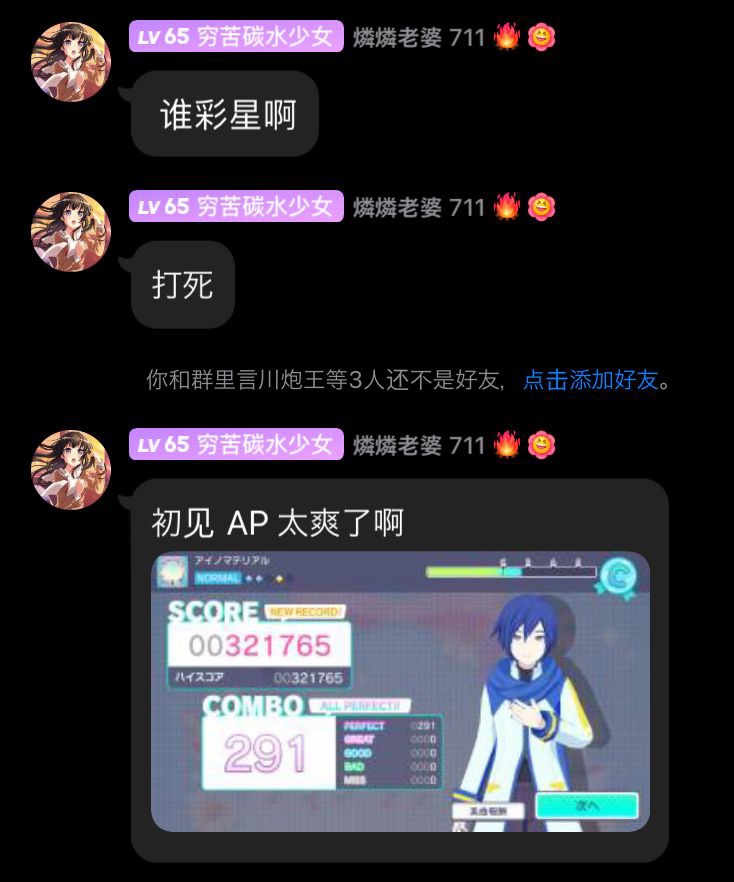 LV 65 穷苦碳水少女 燐燐老婆 711
谁彩星啊
LV 65 穷苦碳水少女 燐燐老婆 711
打死
你和群里言川炮王等3人还不是好友，点击添加好友。
LV 65 穷苦碳水少女 燐燐老婆 711
初见 AP 太爽了啊
アイノマテリアル
NORMAL
C B A S
C
SCORE NEW RECORD!
00321765
ハイスコア 00321765
COMBO ALL PERFECT!!
291
PERFECT 0291
GREAT 0000
GOOD 0000
BAD 0000
MISS 0000
楽曲報酬
次へ